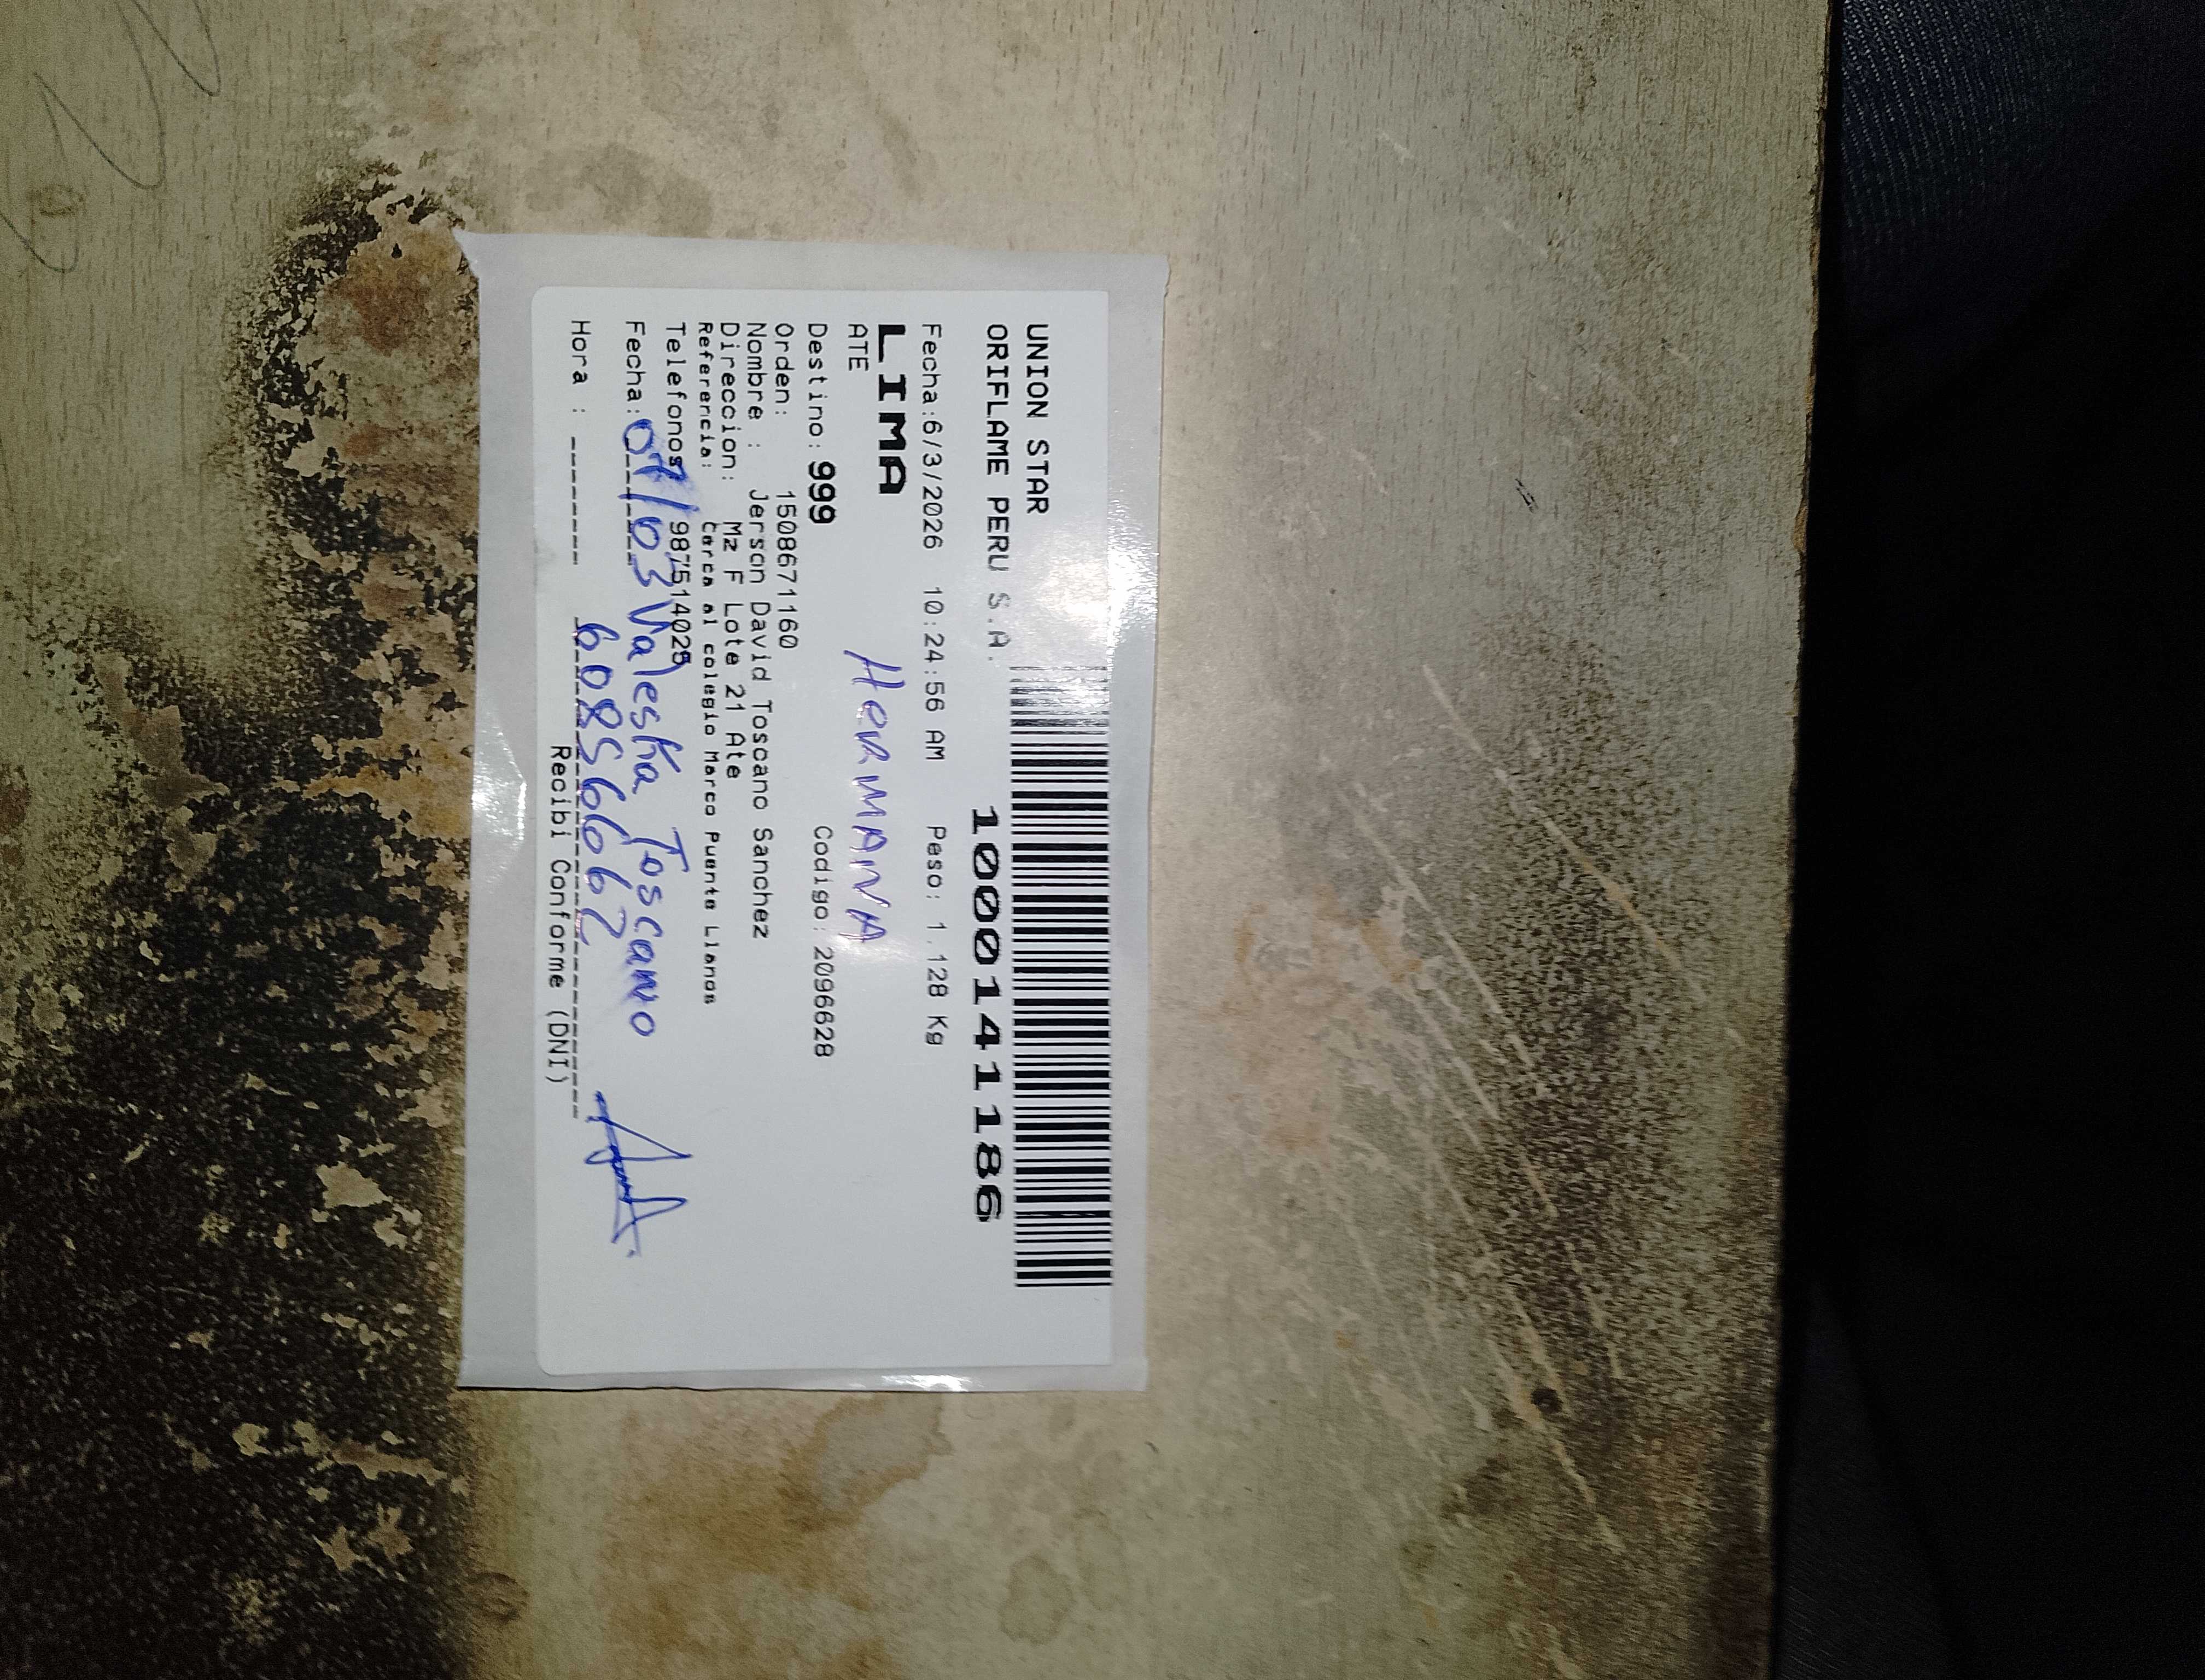 UNION STAR
ORIFLAME PERU S.A.
10001411186
Fecha:6/3/2026 10:24:56 AM Peso: 1.128 Kg
LIMA
ATE
HERMANA
Destino: 999 Codigo: 2096628
Orden: 1508671160
Nombre : Jerson David Toscano Sanchez
Direccion: Mz F Lote 21 Ate
Referencia: Cerca al colegio Marco Puente Llanos
Telefonos 987514025
Fecha: 07/03 Valeska Toscano
Hora : 60856662
Recibi Conforme (DNI)